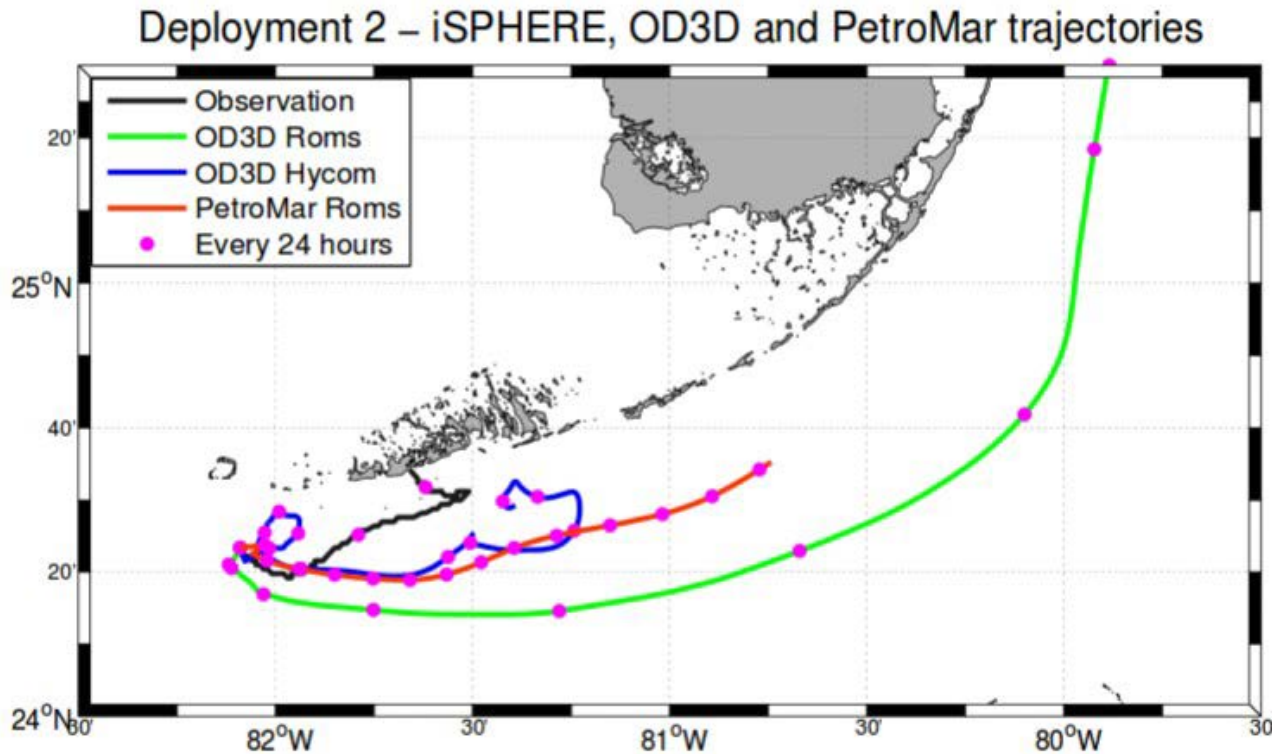 Deployment 2 – iSPHERE, OD3D and PetroMar trajectories
Observation
OD3D Roms
OD3D Hycom
PetroMar Roms
Every 24 hours
20'
25°N
40'
20'
24°N
30'
82°W
30'
81°W
30'
80°W
30'